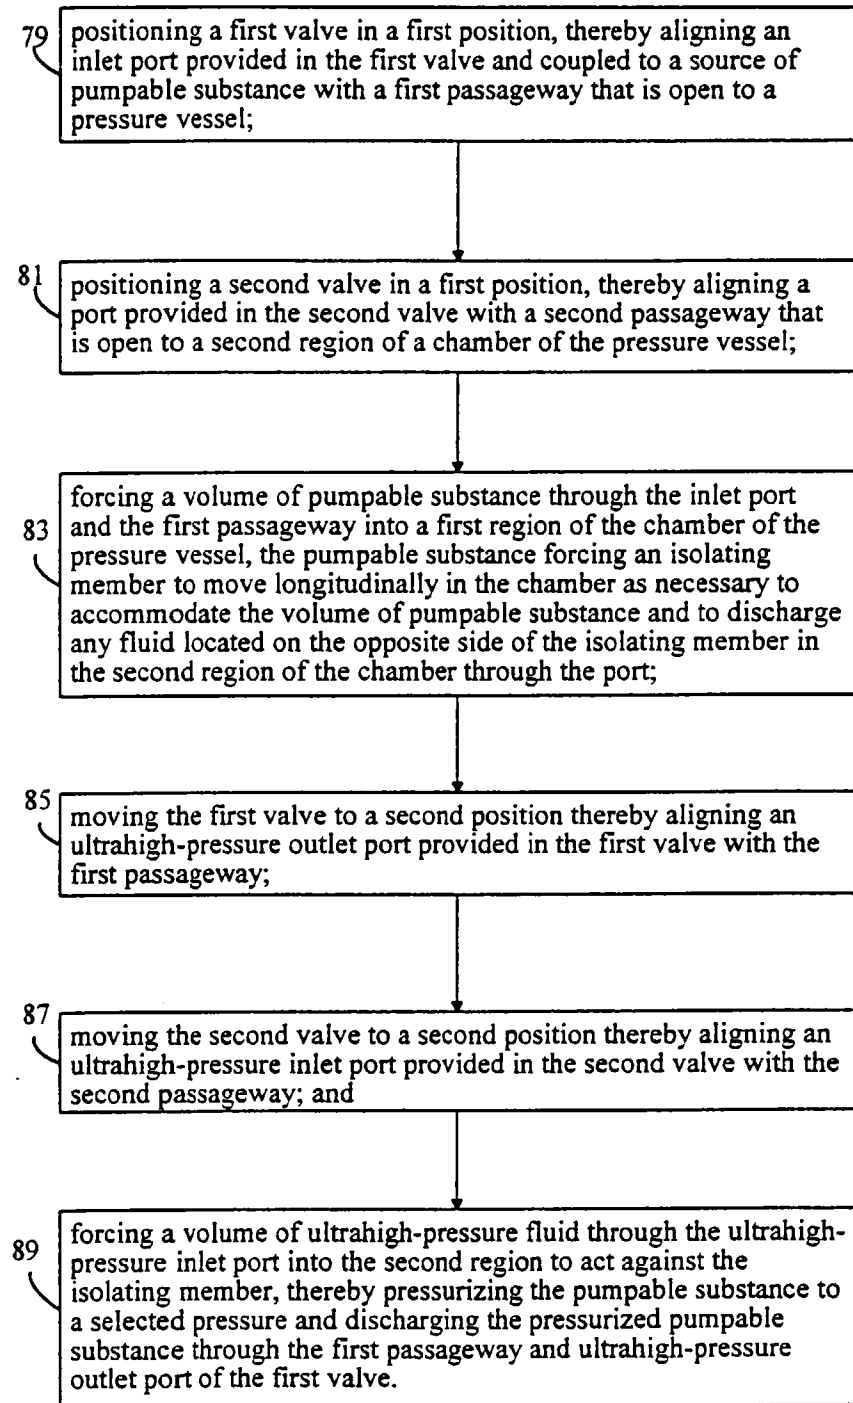 79
positioning a first valve in a first position, thereby aligning an
inlet port provided in the first valve and coupled to a source of
pumpable substance with a first passageway that is open to a
pressure vessel;
81
positioning a second valve in a first position, thereby aligning a
port provided in the second valve with a second passageway that
is open to a second region of a chamber of the pressure vessel;
83
forcing a volume of pumpable substance through the inlet port
and the first passageway into a first region of the chamber of the
pressure vessel, the pumpable substance forcing an isolating
member to move longitudinally in the chamber as necessary to
accommodate the volume of pumpable substance and to discharge
any fluid located on the opposite side of the isolating member in
the second region of the chamber through the port;
85
moving the first valve to a second position thereby aligning an
ultrahigh-pressure outlet port provided in the first valve with the
first passageway;
87
moving the second valve to a second position thereby aligning an
ultrahigh-pressure inlet port provided in the second valve with the
second passageway; and
89
forcing a volume of ultrahigh-pressure fluid through the ultrahigh-
pressure inlet port into the second region to act against the
isolating member, thereby pressurizing the pumpable substance to
a selected pressure and discharging the pressurized pumpable
substance through the first passageway and ultrahigh-pressure
outlet port of the first valve.